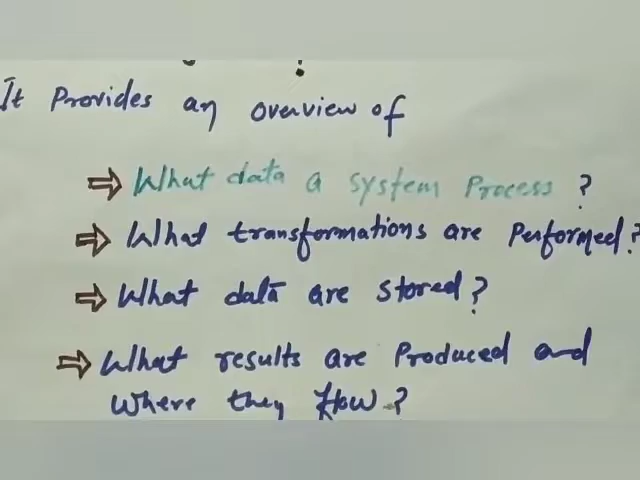 It Provides an overview of
⇒ What data a system Process ?
⇒ What transformations are Performed?
⇒ What data are stored?
⇒ What results are Produced and
where they flow?